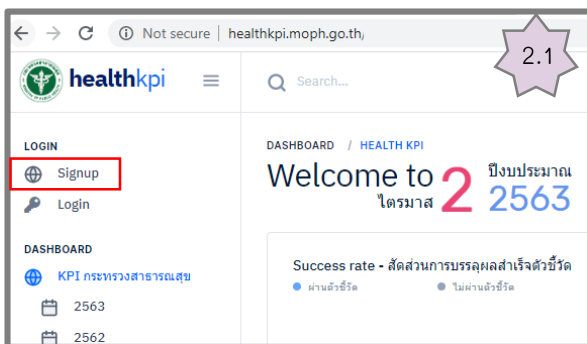 Not secure | healthkpi.moph.go.th/
2.1
healthkpi
Search...
LOGIN
Signup
Login
DASHBOARD
KPI กระทรวงสาธารณสุข
2563
2562
DASHBOARD / HEALTH KPI
Welcome to
ไตรมาส 2 ปีงบประมาณ
2563
Success rate - สัดส่วนการบรรลุผลสำเร็จตัวชี้วัด
ผ่านตัวชี้วัด ไม่ผ่านตัวชี้วัด